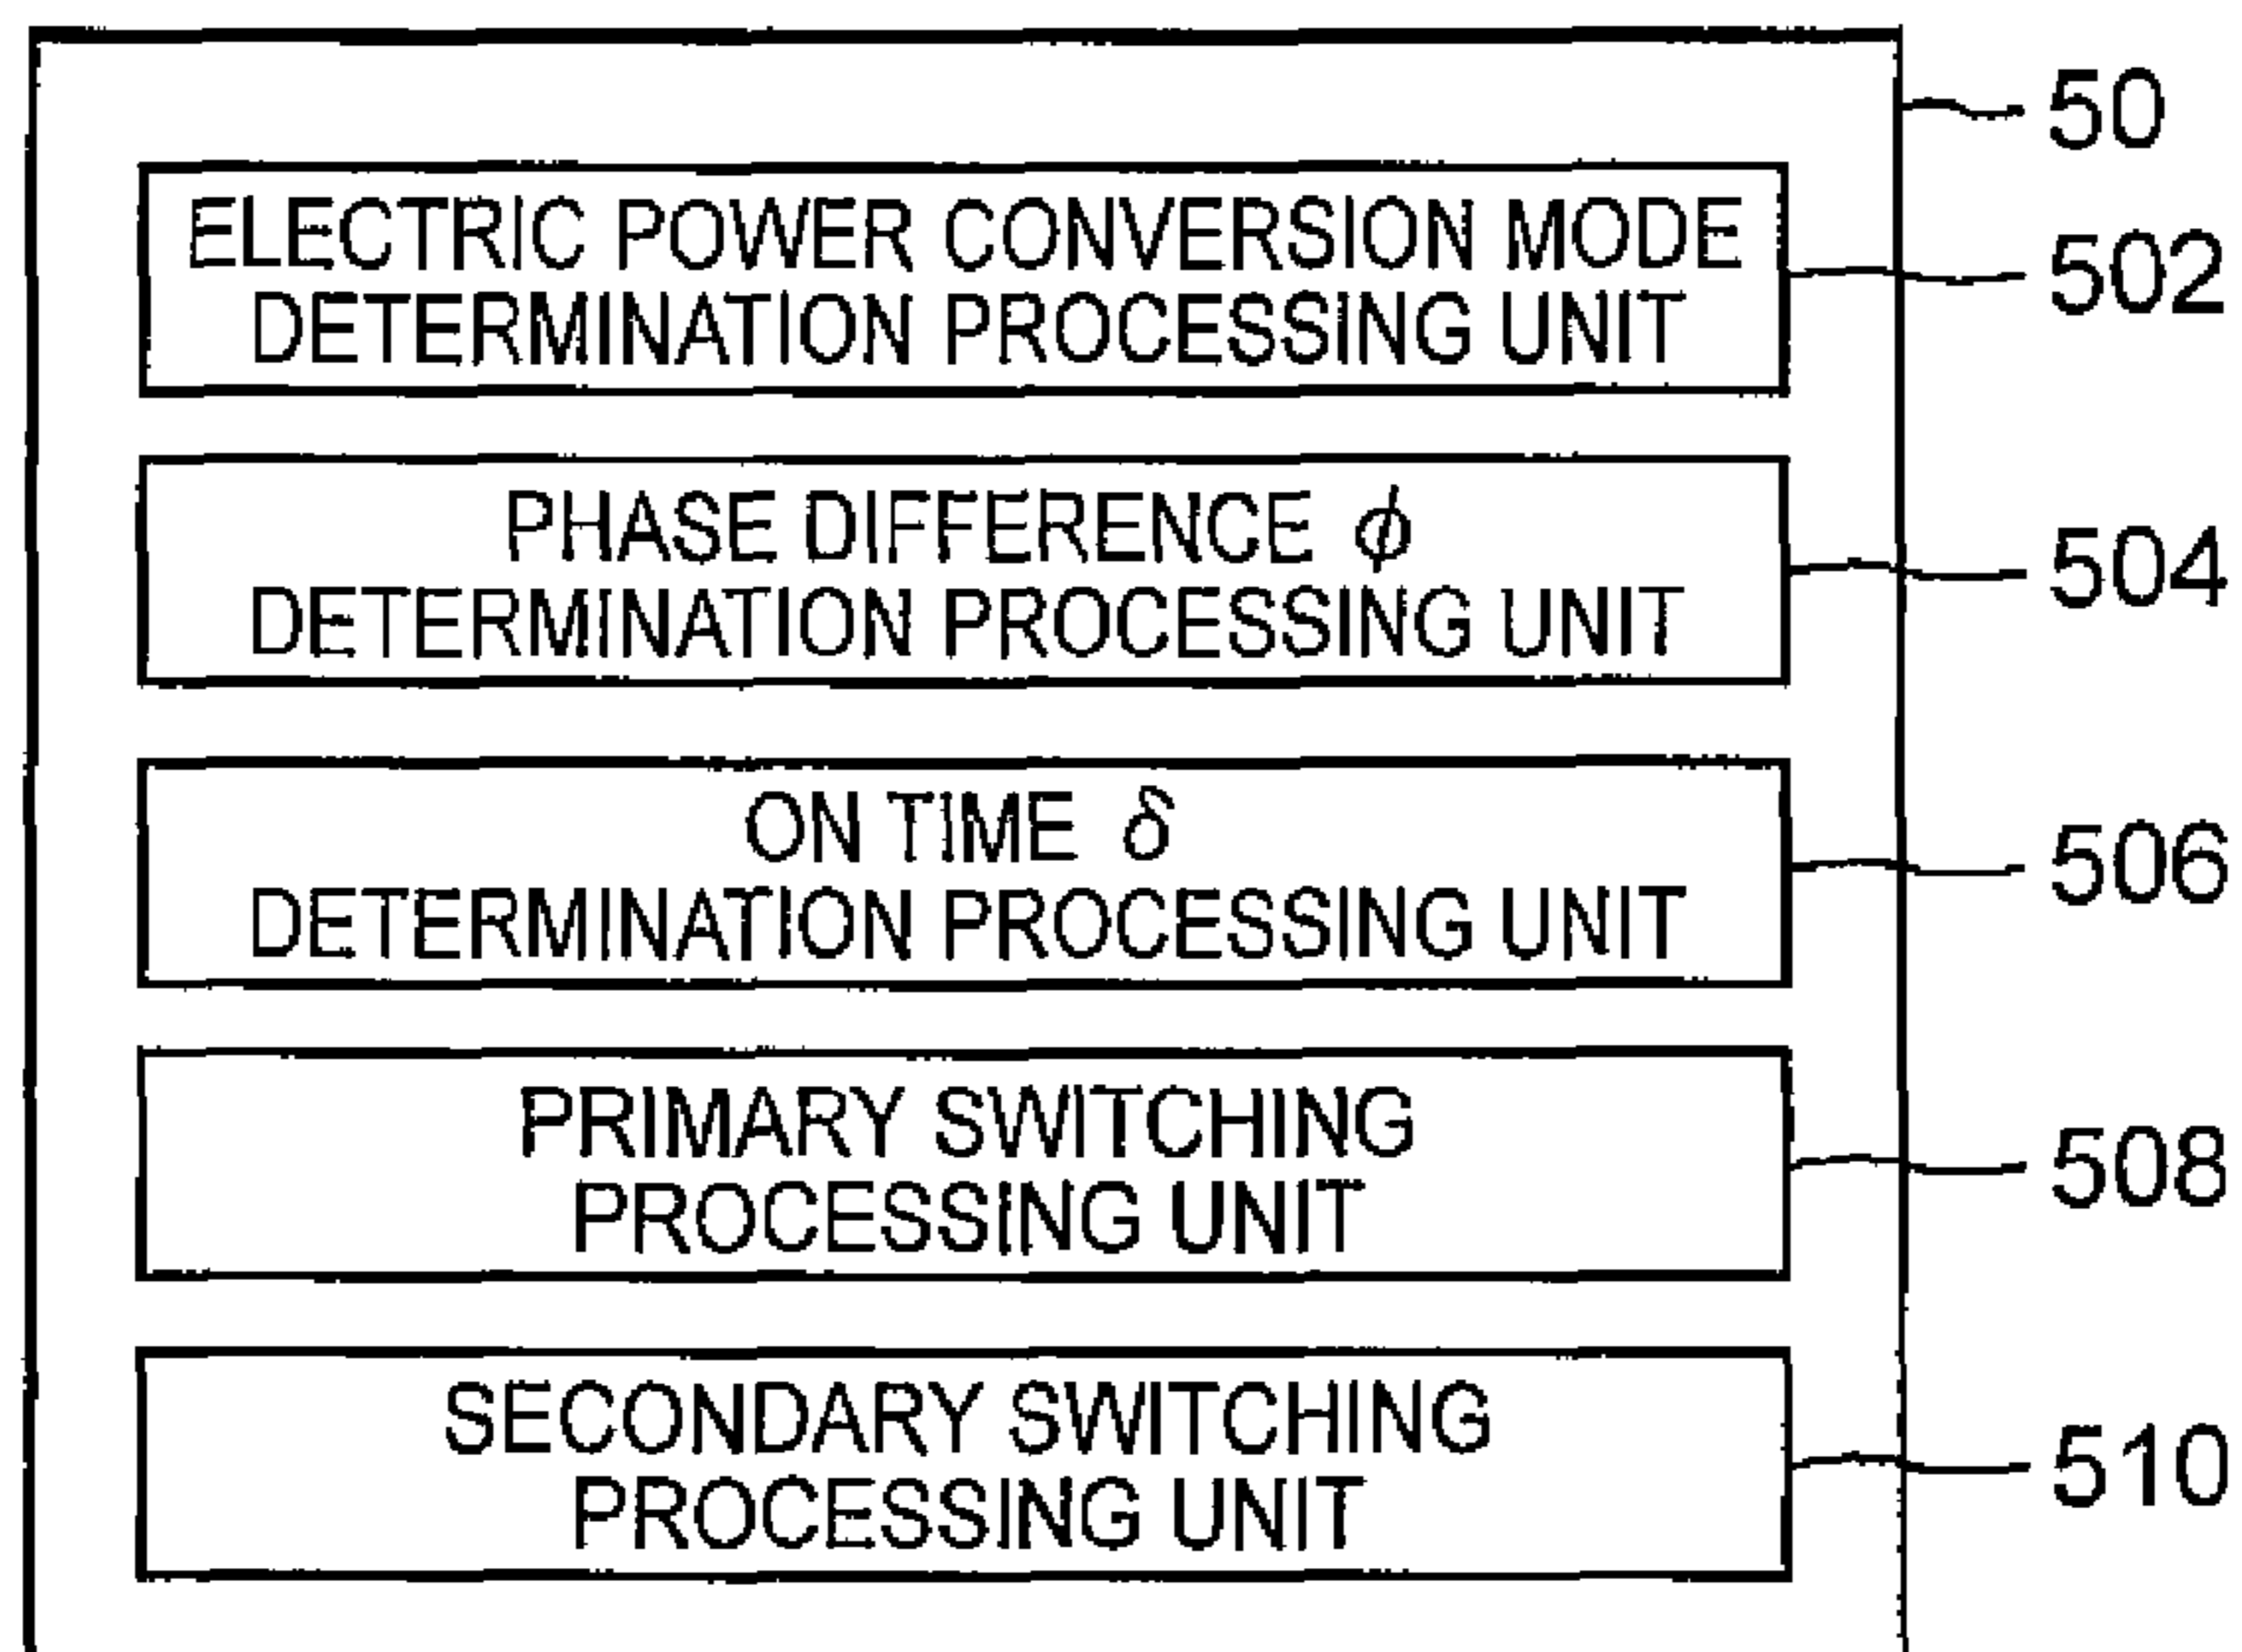 50
ELECTRIC POWER CONVERSION MODE
DETERMINATION PROCESSING UNIT
502
PHASE DIFFERENCE ϕ
DETERMINATION PROCESSING UNIT
504
ON TIME δ
DETERMINATION PROCESSING UNIT
506
PRIMARY SWITCHING
PROCESSING UNIT
508
SECONDARY SWITCHING
PROCESSING UNIT
510